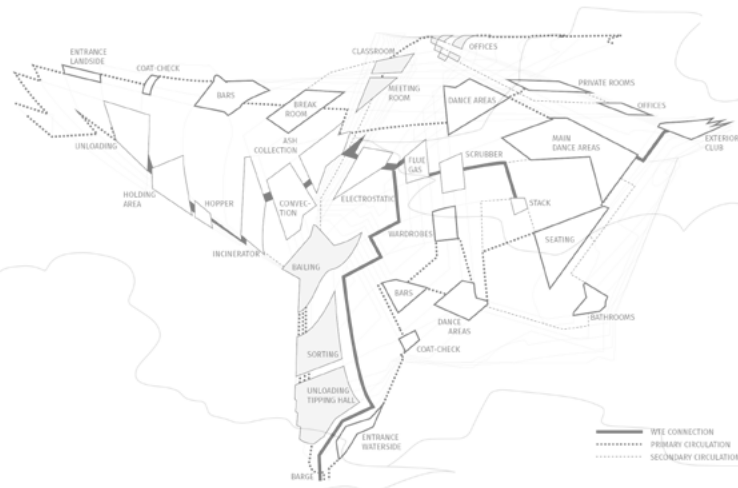 ENTRANCE
LANDSIDE
COAT-CHECK
BARS
CLASSROOM
OFFICES
MEETING
ROOM
BREAK
ROOM
DANCE AREAS
PRIVATE ROOMS
OFFICES
UNLOADING
ASH
COLLECTION
FLUE
GAS
SCRUBBER
MAIN
DANCE AREAS
EXTERIOR
CLUB
HOLDING
AREA
HOPPER
CONVEC-
TION
ELECTROSTATIC
STACK
INCINERATOR
WARDROBES
SEATING
BAILING
BARS
DANCE
AREAS
BATHROOMS
SORTING
COAT-CHECK
UNLOADING
TIPPING HALL
ENTRANCE
WATERSIDE
BARGE
WTE CONNECTION
PRIMARY CIRCULATION
SECONDARY CIRCULATION